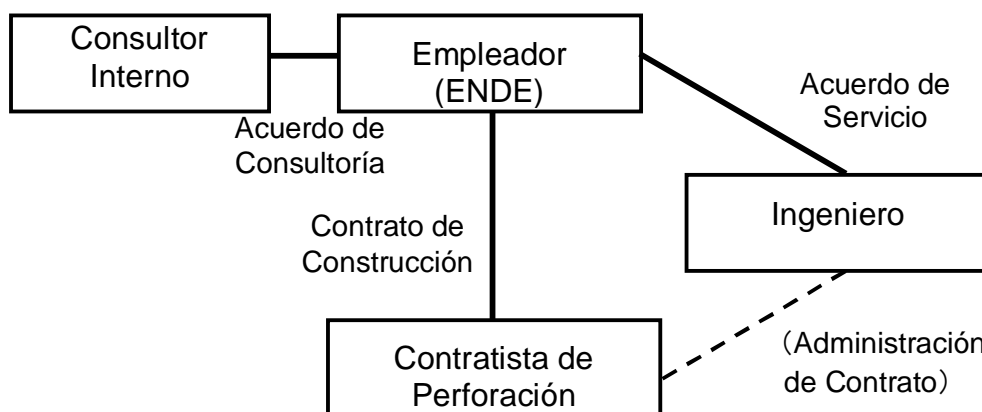 Consultor
Interno
Empleador
(ENDE)
Acuerdo de
Consultoría
Acuerdo de
Servicio
Ingeniero
Contrato de
Construcción
Contratista de
Perforación
（Administración
de Contrato）